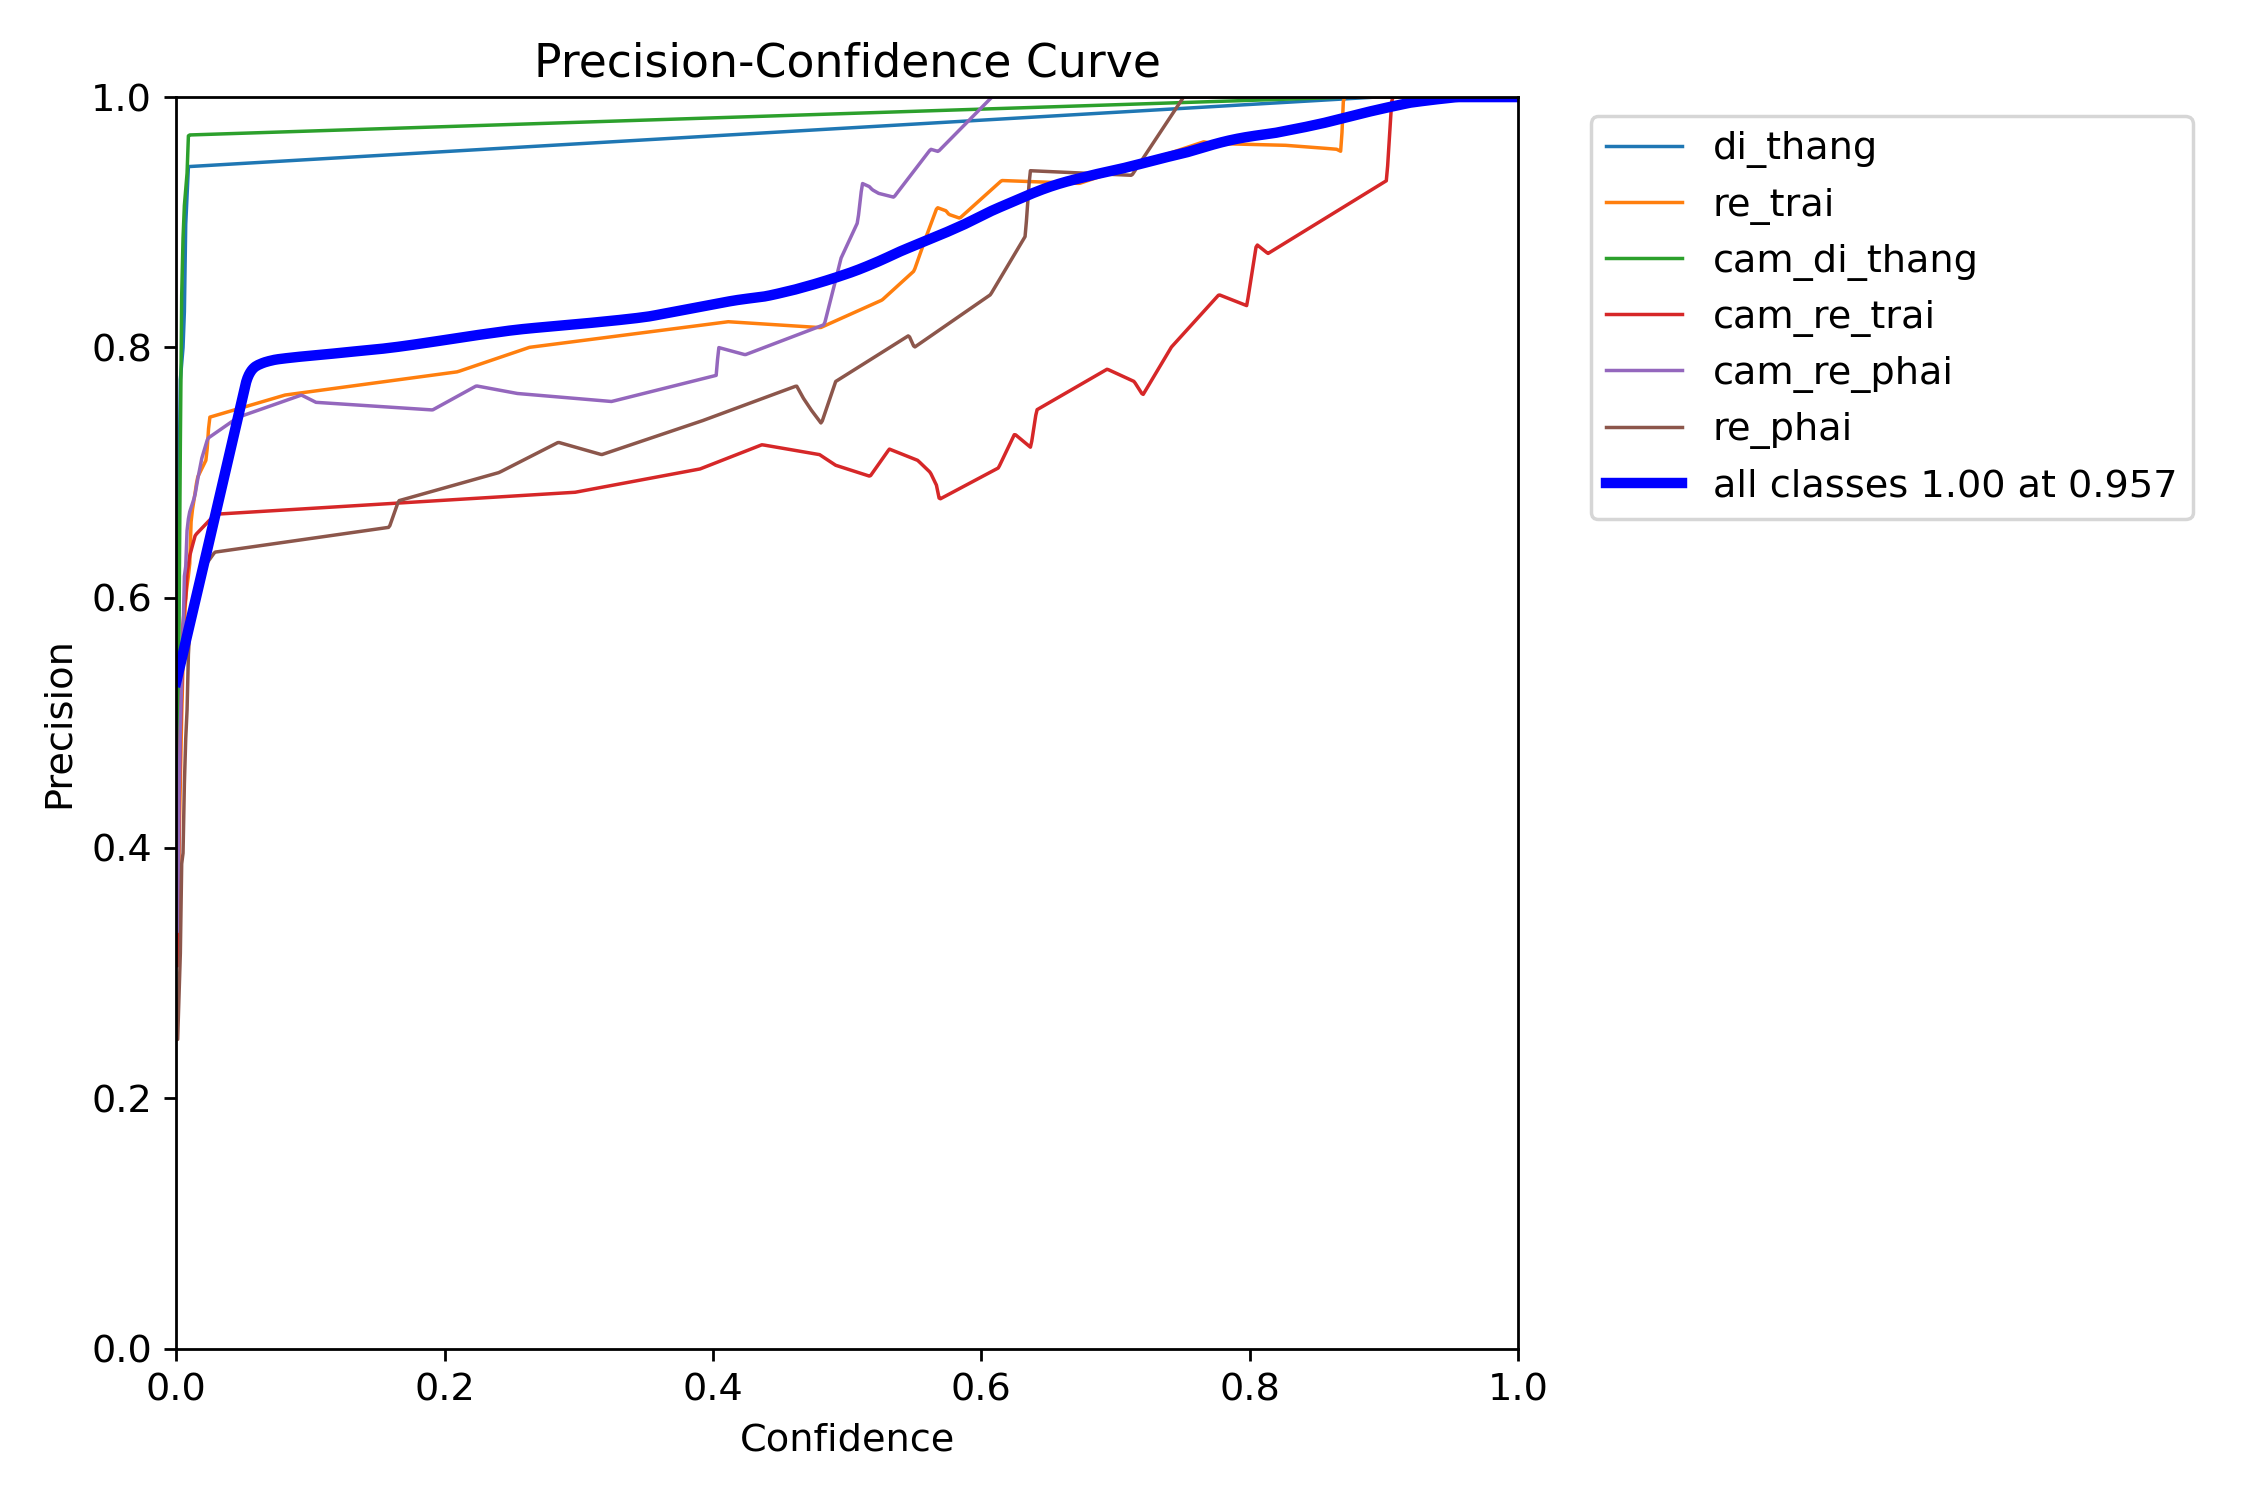 Precision-Confidence Curve
1.0
0.8
0.6
0.4
0.2
0.0
0.0 0.2 0.4 0.6 0.8 1.0
Precision
Confidence
di_thang
re_trai
cam_di_thang
cam_re_trai
cam_re_phai
re_phai
all classes 1.00 at 0.957